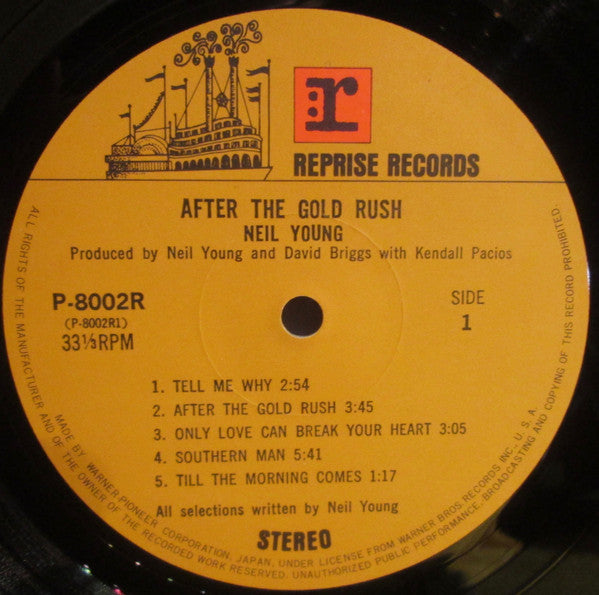 r
REPRISE RECORDS
AFTER THE GOLD RUSH
NEIL YOUNG
Produced by Neil Young and David Briggs with Kendall Pacios
P-8002R
(P-8002R1)
33⅓RPM
SIDE
1
1. TELL ME WHY 2:54
2. AFTER THE GOLD RUSH 3:45
3. ONLY LOVE CAN BREAK YOUR HEART 3:05
4. SOUTHERN MAN 5:41
5. TILL THE MORNING COMES 1:17
All selections written by Neil Young
STEREO
MADE BY WARNER-PIONEER CORPORATION, JAPAN, UNDER LICENSE FROM WARNER BROS. RECORDS INC., U. S. A.
ALL RIGHTS OF THE MANUFACTURER AND OF THE OWNER OF THE RECORDED WORK RESERVED. UNAUTHORIZED PUBLIC PERFORMANCE, BROADCASTING AND COPYING OF THIS RECORD PROHIBITED.